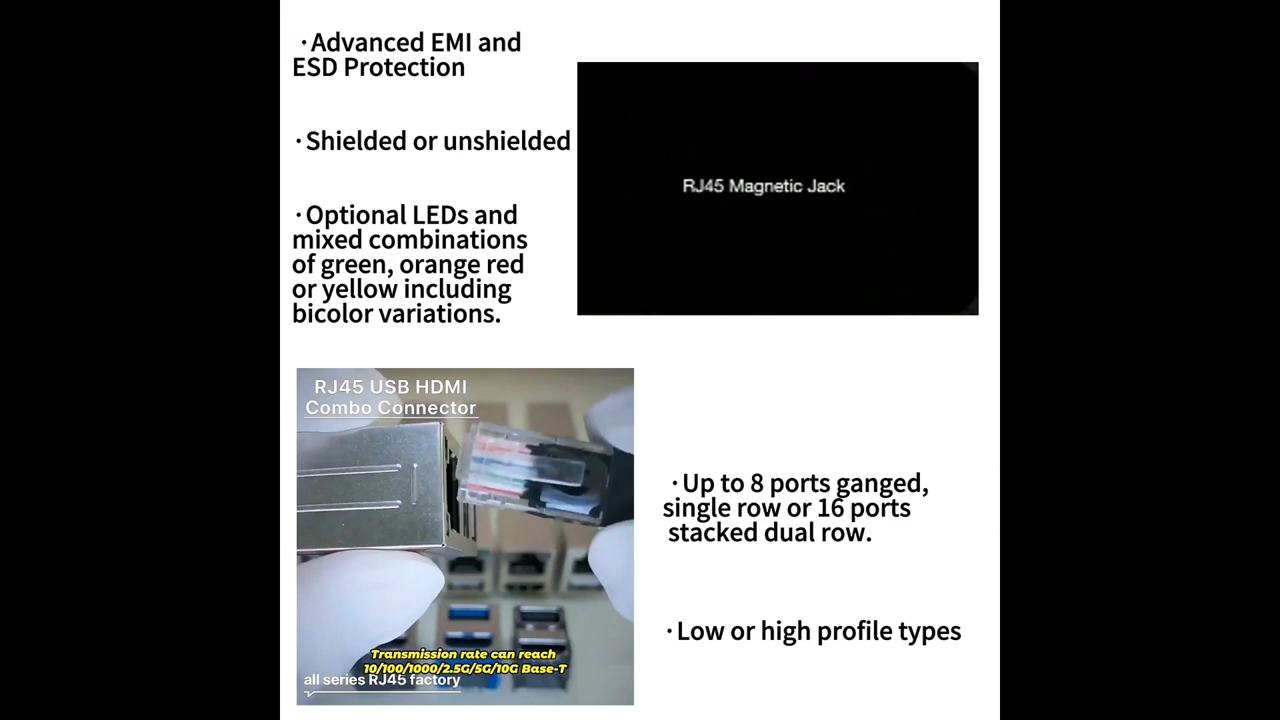 ·Advanced EMI and
ESD Protection
·Shielded or unshielded
·Optional LEDs and
mixed combinations
of green, orange red
or yellow including
bicolor variations.
RJ45 Magnetic Jack
RJ45 USB HDMI
Combo Connector
Transmission rate can reach
10/100/1000/2.5G/5G/10G Base-T
all series RJ45 factory
·Up to 8 ports ganged,
single row or 16 ports
stacked dual row.
·Low or high profile types